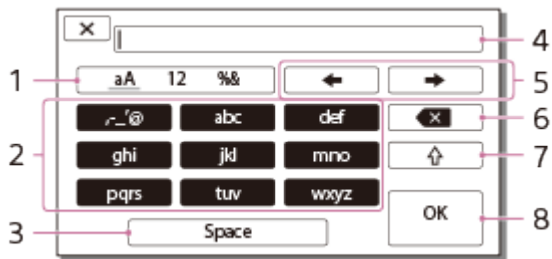 ×
4
1 aA 12 %& ← → 5
,-_'@ abc def × 6
2 ghi jkl mno ⇧ 7
pqrs tuv wxyz OK 8
3 Space